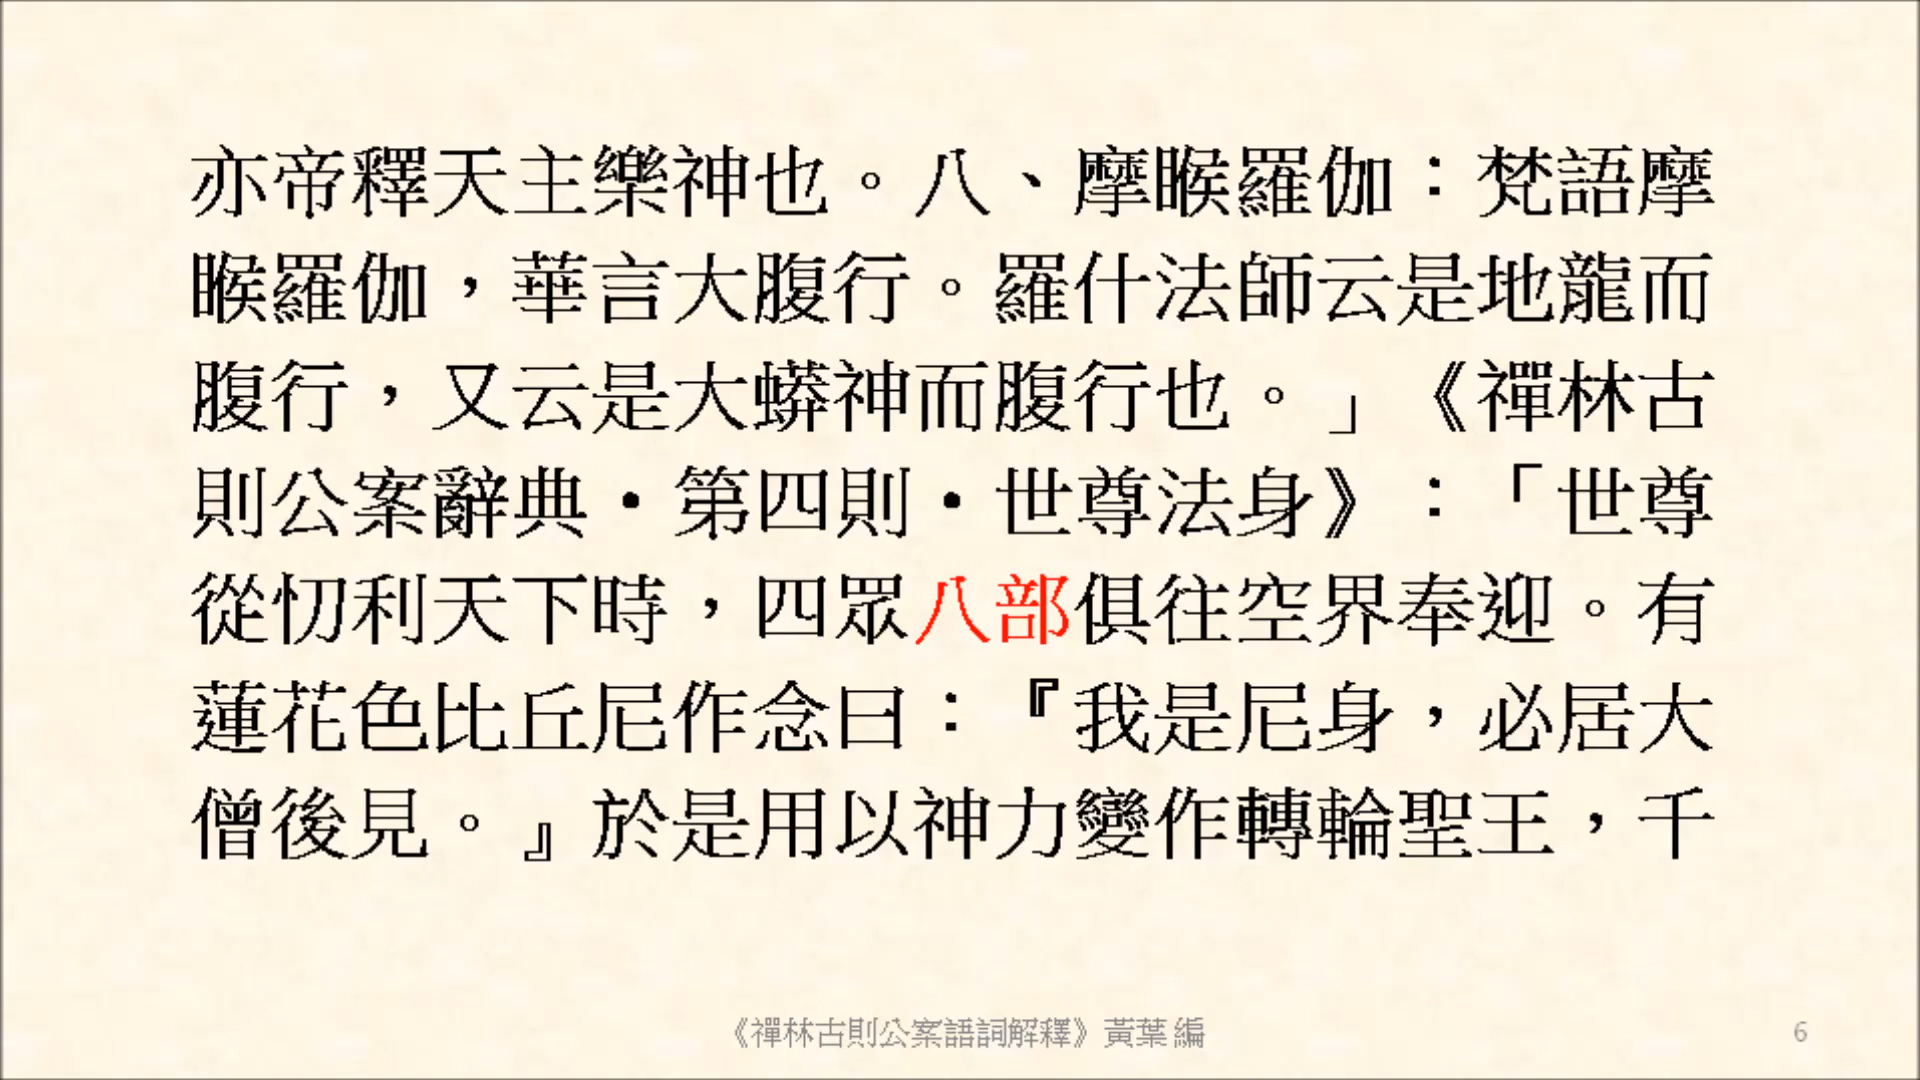 亦帝釋天主樂神也。八、摩睺羅伽：梵語摩
睺羅伽，華言大腹行。羅什法師云是地龍而
腹行，又云是大蟒神而腹行也。」《禪林古
則公案辭典•第四則•世尊法身》：「世尊
從忉利天下時，四眾八部俱往空界奉迎。有
蓮花色比丘尼作念曰：『我是尼身，必居大
僧後見。』於是用以神力變作轉輪聖王，千
《禪林古則公案語詞解釋》黃葉 編
6